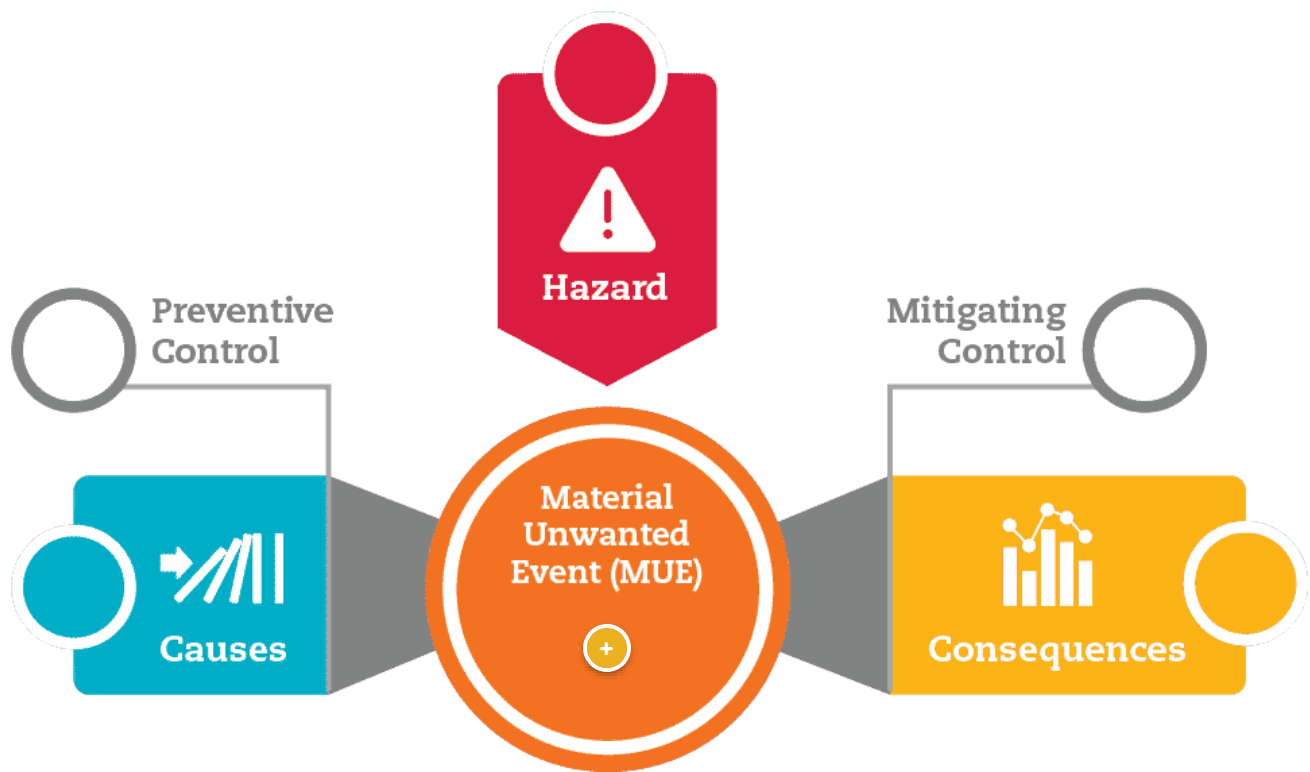 Hazard
Preventive
Control
Mitigating
Control
Material
Unwanted
Event (MUE)
+
Causes
Consequences